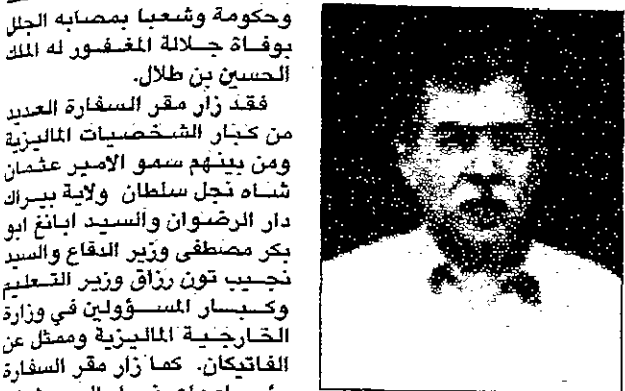 وحكومة وشعبا بمصابه الجلل
بوفاة جلالة المغفور له الملك
الحسين بن طلال.
فقد زار مقر السفارة العديد
من كبار الشخصيات الماليزية
ومن بينهم سمو الامير عثمان
شاه نجل سلطان ولاية بيراك
دار الرضوان والسيد ابانغ ابو
بكر مصطفى وزير الدفاع والسيد
نجيب تون رزاق وزير التعليم
وكبسار المسؤولين في وزارة
الخارجية الماليزية وممثل عن
الفاتيكان. كما زار مقر السفارة